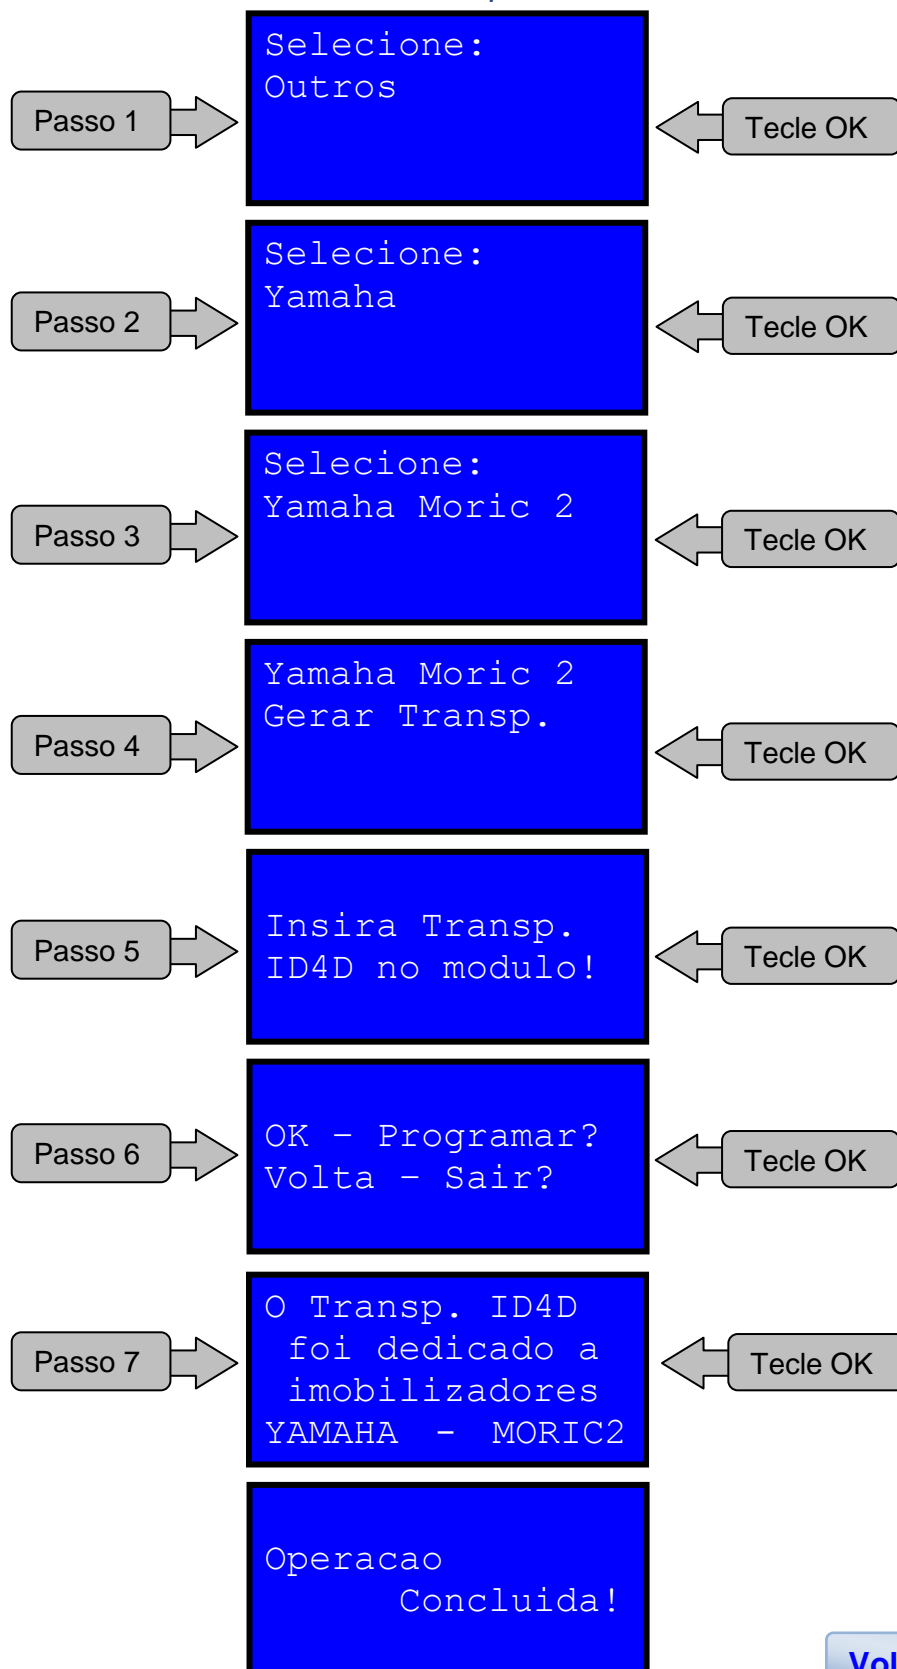 Selecione:
Outros
Passo 1
Tecle OK
Selecione:
Yamaha
Passo 2
Tecle OK
Selecione:
Yamaha Moric 2
Passo 3
Tecle OK
Yamaha Moric 2
Gerar Transp.
Passo 4
Tecle OK
Insira Transp.
ID4D no modulo!
Passo 5
Tecle OK
OK - Programar?
Volta - Sair?
Passo 6
Tecle OK
O Transp. ID4D
foi dedicado a
imobilizadores
YAMAHA - MORIC2
Passo 7
Tecle OK
Operacao
Concluida!